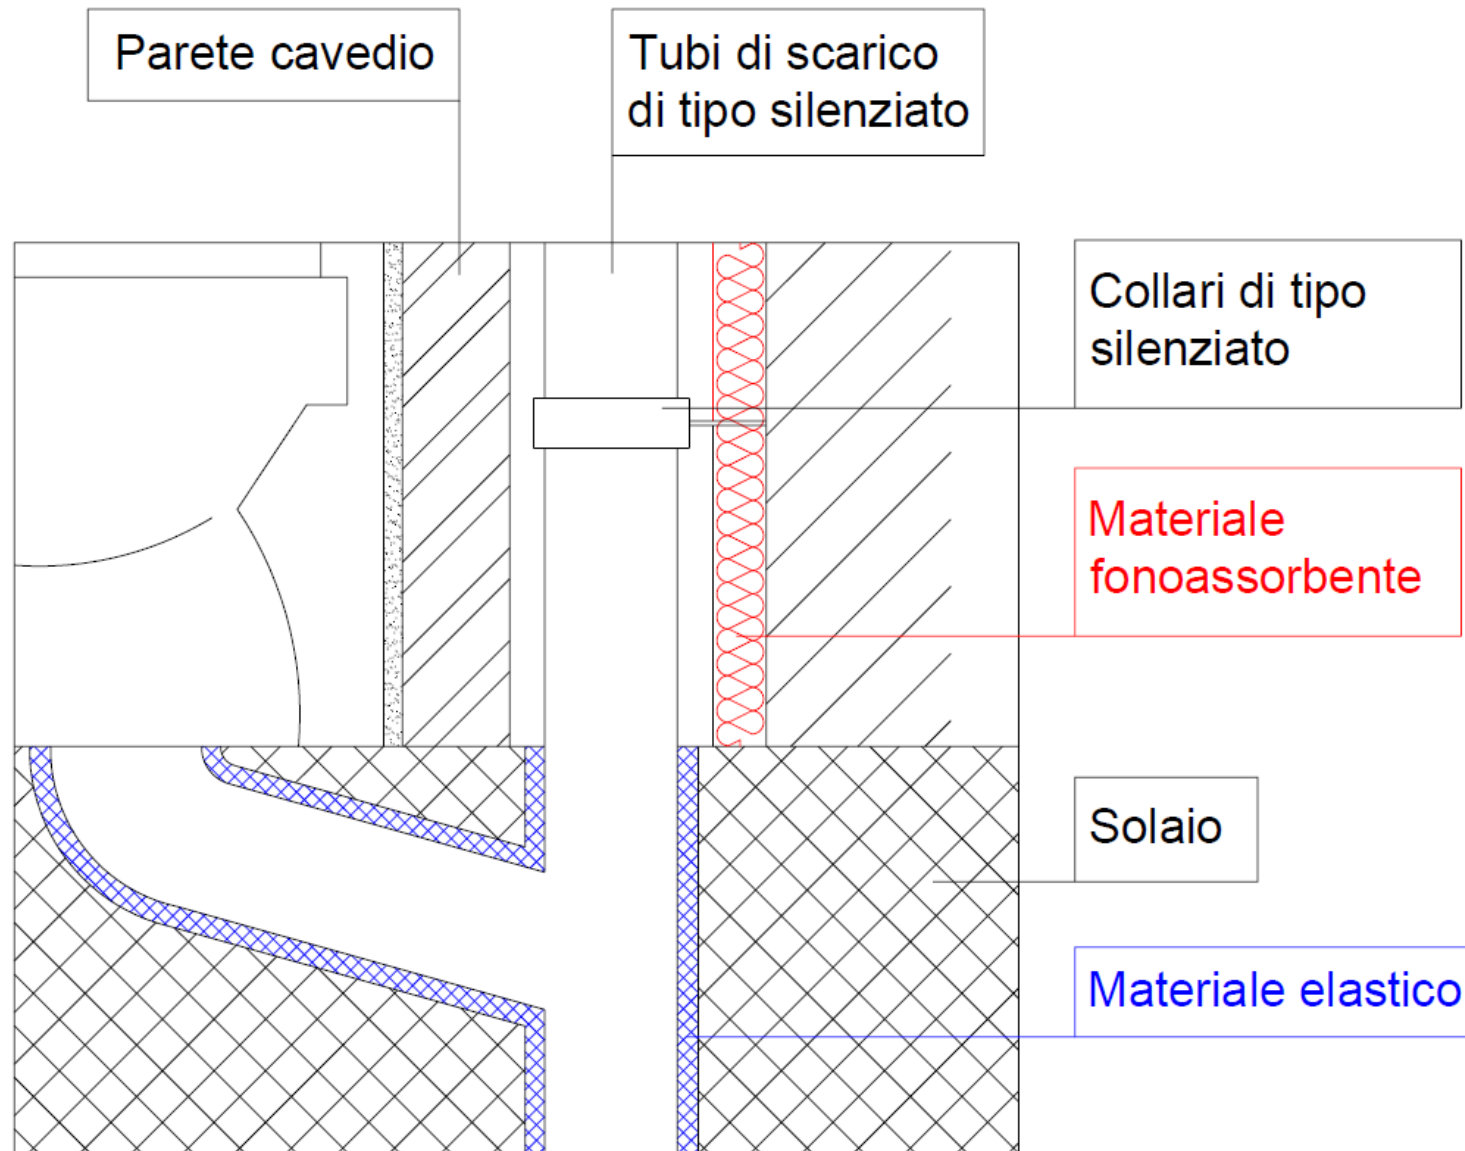 Parete cavedio
Tubi di scarico
di tipo silenziato
Collari di tipo
silenziato
Materiale
fonoassorbente
Solaio
Materiale elastico